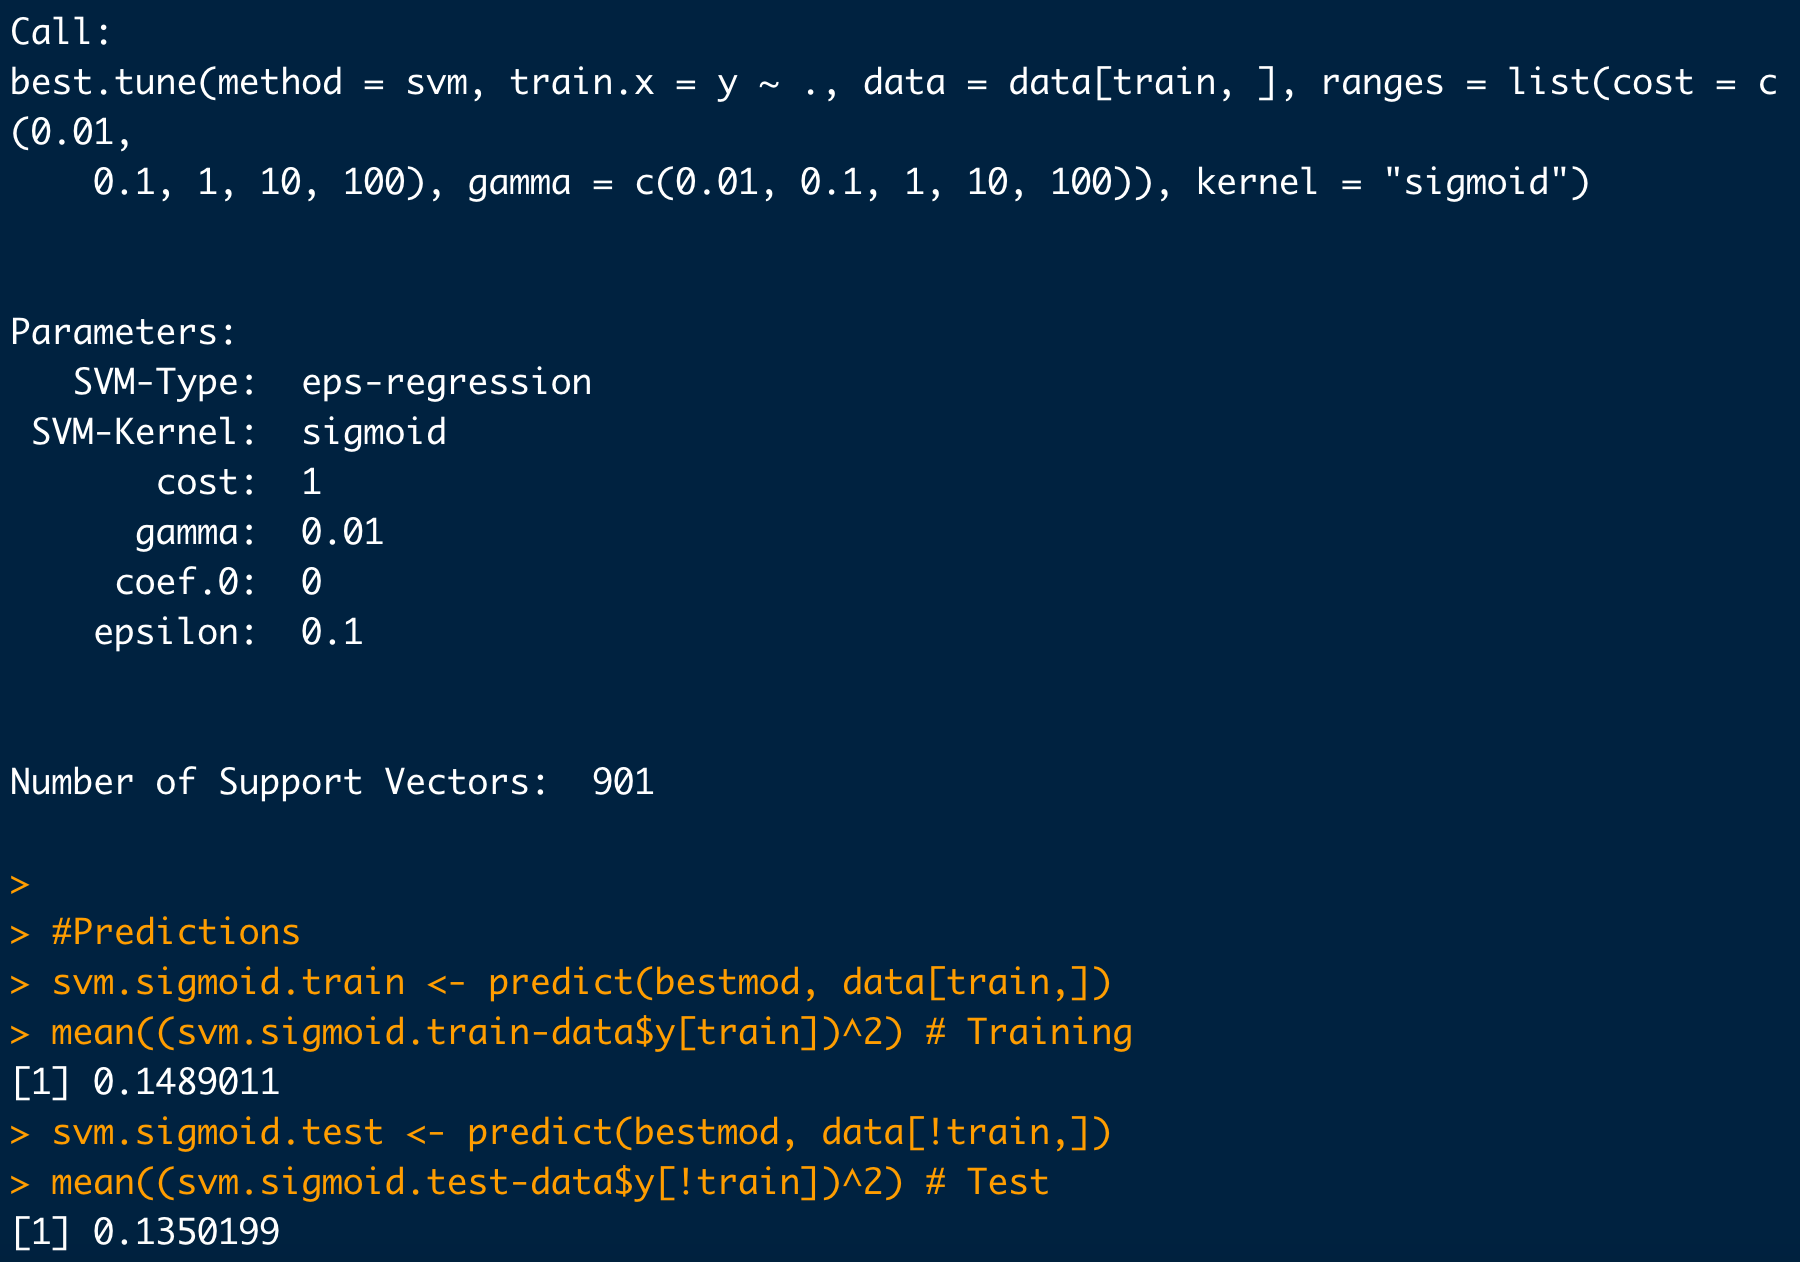 Call:
best.tune(method = svm, train.x = y ~ ., data = data[train, ], ranges = list(cost = c
(0.01,
    0.1, 1, 10, 100), gamma = c(0.01, 0.1, 1, 10, 100)), kernel = "sigmoid")
Parameters:
   SVM-Type:  eps-regression
 SVM-Kernel:  sigmoid
       cost:  1
      gamma:  0.01
     coef.0:  0
    epsilon:  0.1
Number of Support Vectors:  901
>
> #Predictions
> svm.sigmoid.train <- predict(bestmod, data[train,])
> mean((svm.sigmoid.train-data$y[train])^2) # Training
[1] 0.1489011
> svm.sigmoid.test <- predict(bestmod, data[!train,])
> mean((svm.sigmoid.test-data$y[!train])^2) # Test
[1] 0.1350199